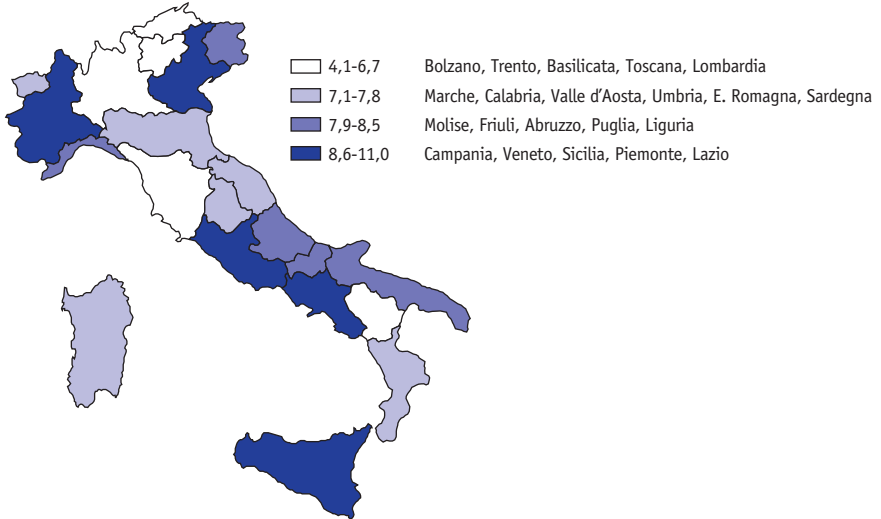 4,1-6,7 Bolzano, Trento, Basilicata, Toscana, Lombardia
7,1-7,8 Marche, Calabria, Valle d'Aosta, Umbria, E. Romagna, Sardegna
7,9-8,5 Molise, Friuli, Abruzzo, Puglia, Liguria
8,6-11,0 Campania, Veneto, Sicilia, Piemonte, Lazio